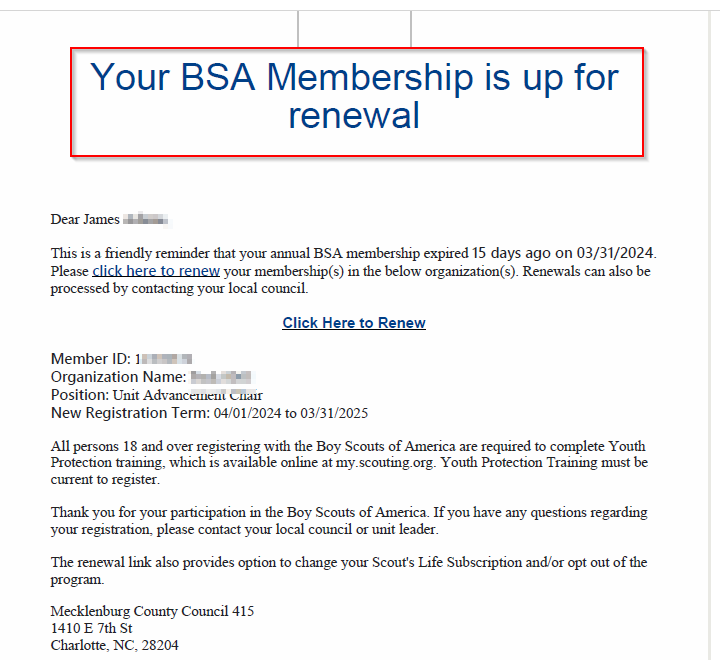 Your BSA Membership is up for
renewal
Dear James
This is a friendly reminder that your annual BSA membership expired 15 days ago on 03/31/2024.
Please click here to renew your membership(s) in the below organization(s). Renewals can also be
processed by contacting your local council.
Click Here to Renew
Member ID: 1
Organization Name:
Position: Unit Advancement Chair
New Registration Term: 04/01/2024 to 03/31/2025
All persons 18 and over registering with the Boy Scouts of America are required to complete Youth
Protection training, which is available online at my.scouting.org. Youth Protection Training must be
current to register.
Thank you for your participation in the Boy Scouts of America. If you have any questions regarding
your registration, please contact your local council or unit leader.
The renewal link also provides option to change your Scout's Life Subscription and/or opt out of the
program.
Mecklenburg County Council 415
1410 E 7th St
Charlotte, NC, 28204